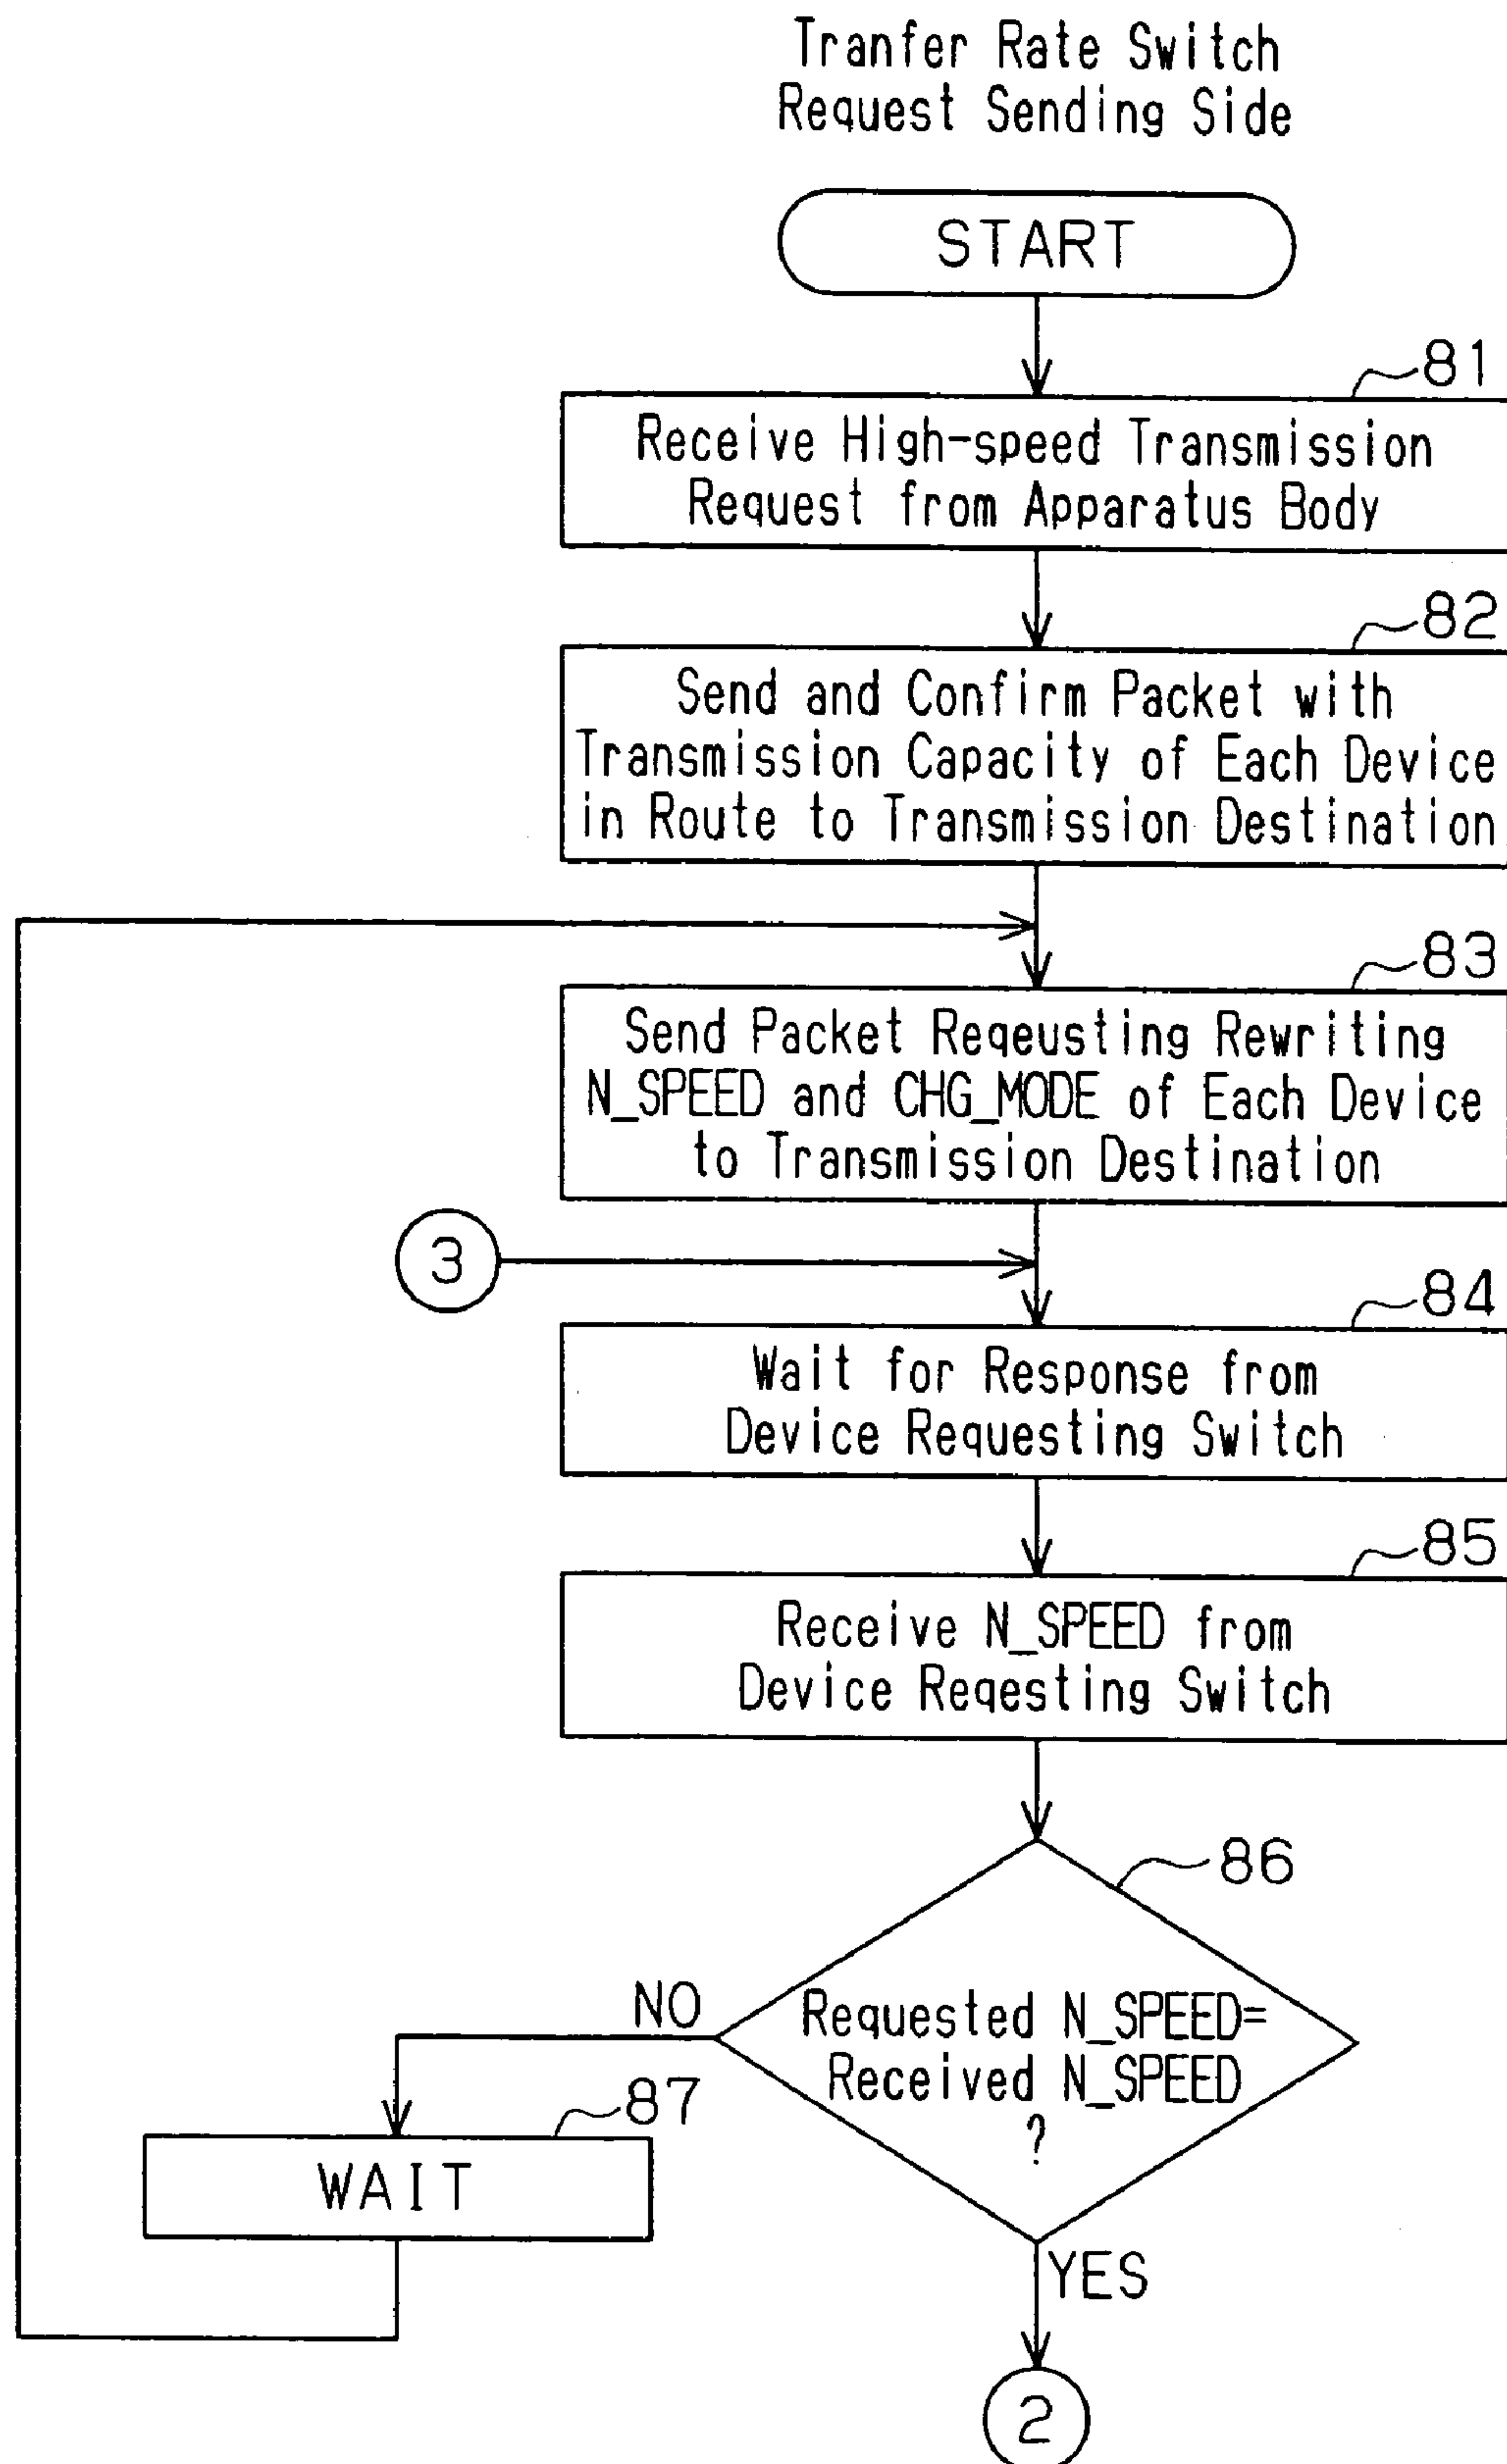 Tranfer Rate Switch
Request Sending Side
START
81
Receive High-speed Transmission
Request from Apparatus Body
82
Send and Confirm Packet with
Transmission Capacity of Each Device
in Route to Transmission Destination
83
Send Packet Reqeusting Rewriting
N_SPEED and CHG_MODE of Each Device
to Transmission Destination
3
84
Wait for Response from
Device Requesting Switch
85
Receive N_SPEED from
Device Reqesting Switch
86
Requested N_SPEED=
Received N_SPEED
?
NO
87
WAIT
YES
2